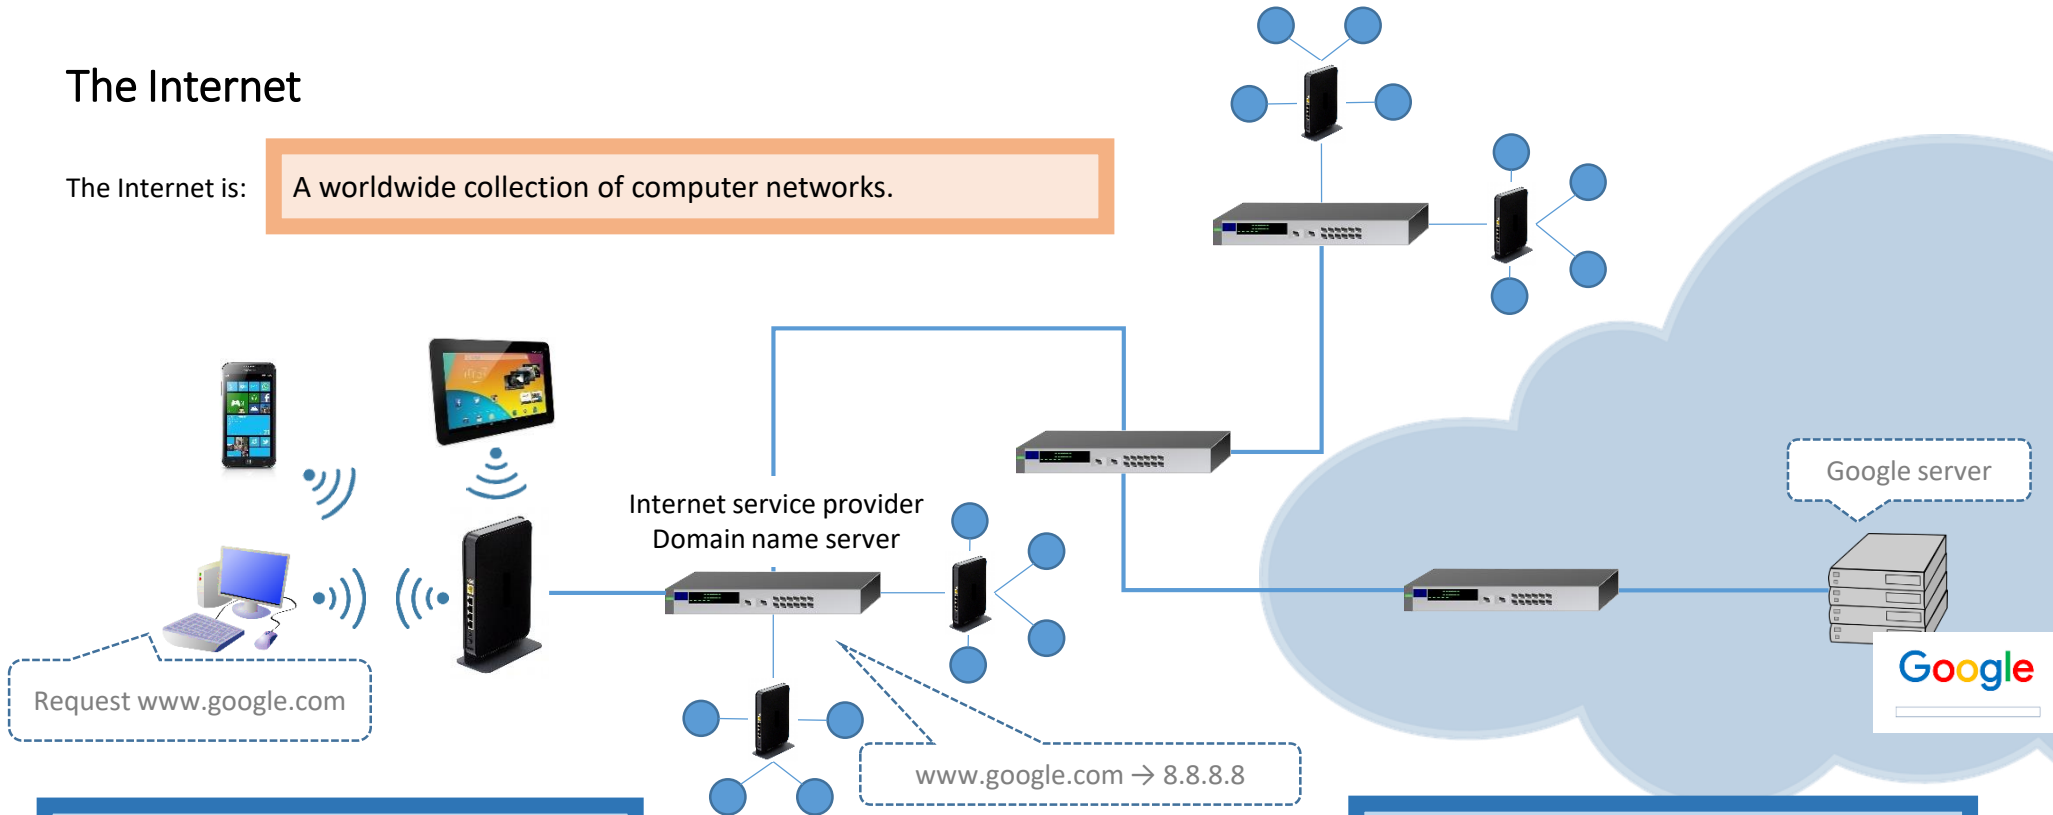 The Internet
The Internet is:
A worldwide collection of computer networks.
Internet service provider
Domain name server
Google server
Request www.google.com
Google
www.google.com → 8.8.8.8